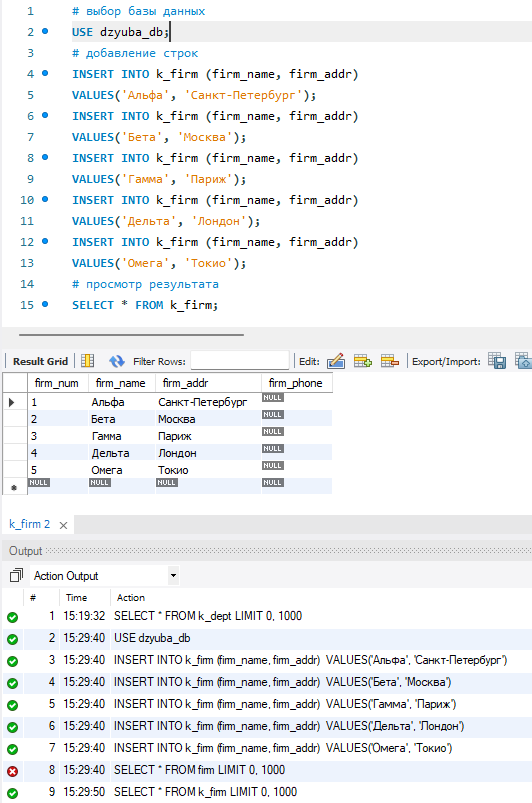 1 # выбор базы данных
2 USE dzyuba_db;
3 # добавление строк
4 INSERT INTO k_firm (firm_name, firm_addr)
5 VALUES('Альфа', 'Санкт-Петербург');
6 INSERT INTO k_firm (firm_name, firm_addr)
7 VALUES('Бета', 'Москва');
8 INSERT INTO k_firm (firm_name, firm_addr)
9 VALUES('Гамма', 'Париж');
10 INSERT INTO k_firm (firm_name, firm_addr)
11 VALUES('Дельта', 'Лондон');
12 INSERT INTO k_firm (firm_name, firm_addr)
13 VALUES('Омега', 'Токио');
14 # просмотр результата
15 SELECT * FROM k_firm;
Result Grid Filter Rows: Edit: Export/Import:
firm_num firm_name firm_addr firm_phone
1 Альфа Санкт-Петербург NULL
2 Бета Москва NULL
3 Гамма Париж NULL
4 Дельта Лондон NULL
5 Омега Токио NULL
NULL NULL NULL NULL
k_firm 2
Output
Action Output
# Time Action
1 15:19:32 SELECT * FROM k_dept LIMIT 0, 1000
2 15:29:40 USE dzyuba_db
3 15:29:40 INSERT INTO k_firm (firm_name, firm_addr) VALUES('Альфа', 'Санкт-Петербург')
4 15:29:40 INSERT INTO k_firm (firm_name, firm_addr) VALUES('Бета', 'Москва')
5 15:29:40 INSERT INTO k_firm (firm_name, firm_addr) VALUES('Гамма', 'Париж')
6 15:29:40 INSERT INTO k_firm (firm_name, firm_addr) VALUES('Дельта', 'Лондон')
7 15:29:40 INSERT INTO k_firm (firm_name, firm_addr) VALUES('Омега', 'Токио')
8 15:29:40 SELECT * FROM firm LIMIT 0, 1000
9 15:29:50 SELECT * FROM k_firm LIMIT 0, 1000